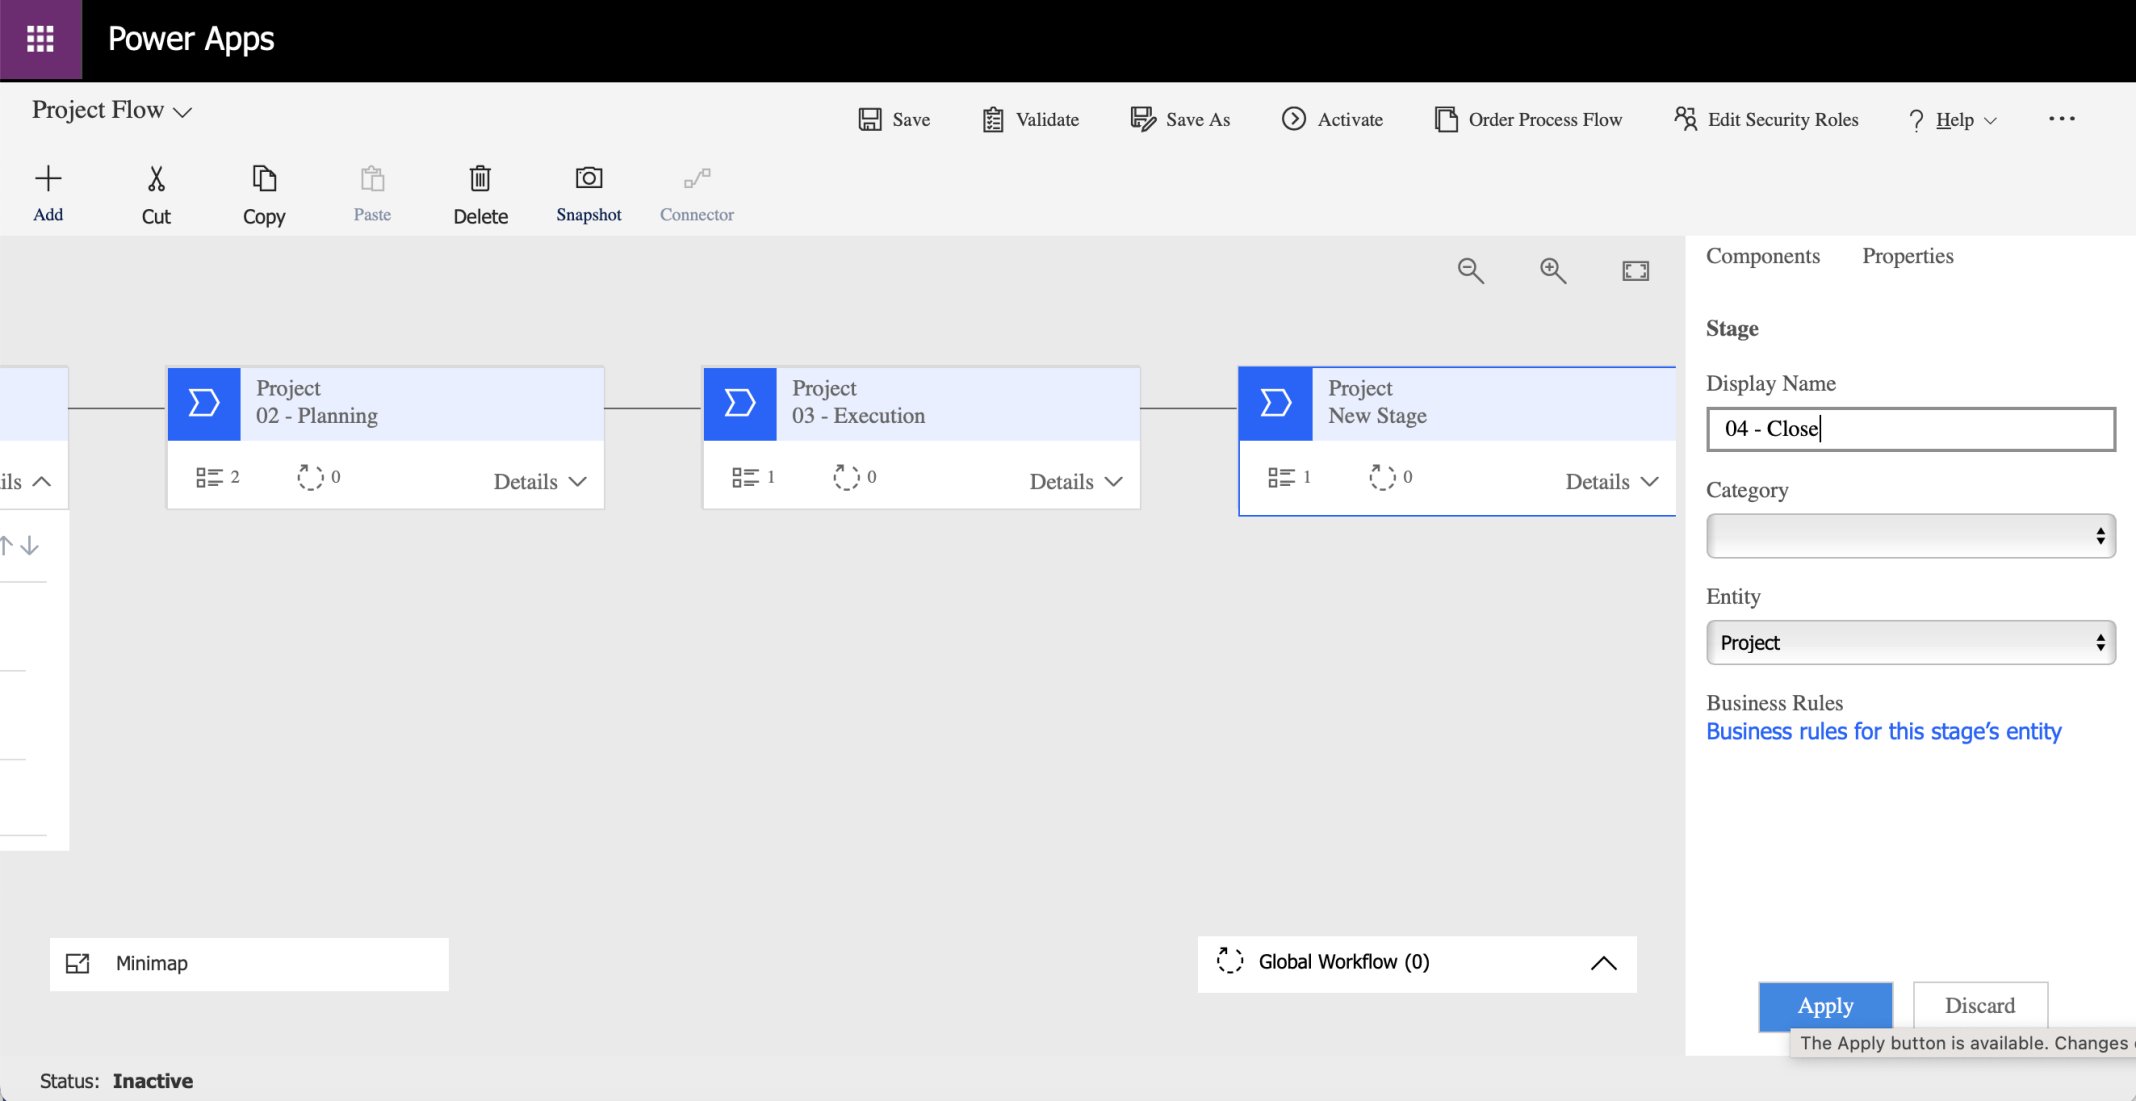 Power Apps
Project Flow
Save
Validate
Save As
Activate
Order Process Flow
Edit Security Roles
? Help
...
Add
Cut
Copy
Paste
Delete
Snapshot
Connector
Components
Properties
Stage
Display Name
04 - Close
Category
Entity
Project
Business Rules
Business rules for this stage’s entity
Project
02 - Planning
2
0
Details
Project
03 - Execution
1
0
Details
Project
New Stage
1
0
Details
ils
Minimap
Global Workflow (0)
Apply
Discard
The Apply button is available. Changes
Status: Inactive